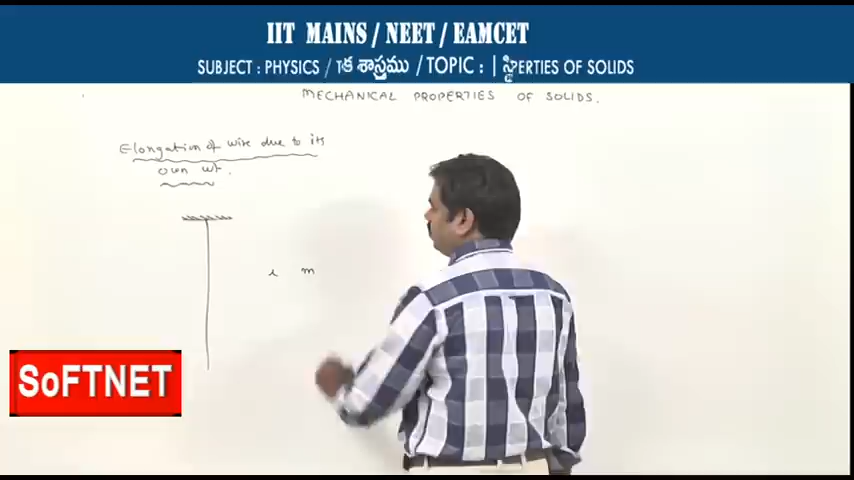 IIT MAINS / NEET / EAMCET
SUBJECT : PHYSICS / శాస్త్రము / TOPIC : PERTIES OF SOLIDS
MECHANICAL PROPERTIES OF SOLIDS.
Elongation of wire due to its
own wt.
l m
SOFTNET